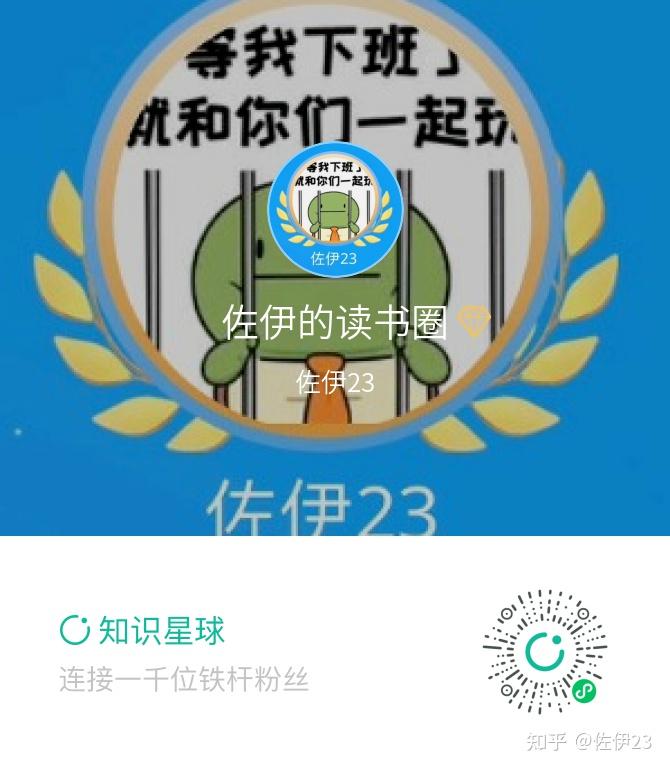 等我下班了
就和你们一起玩
等我下班了
就和你们一起玩
佐伊23
佐伊的读书圈
佐伊23
佐伊23
知识星球
连接一千位铁杆粉丝
知乎 @佐伊23